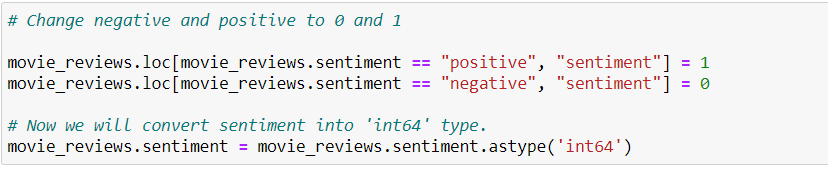 # Change negative and positive to 0 and 1
movie_reviews.loc[movie_reviews.sentiment == "positive", "sentiment"] = 1
movie_reviews.loc[movie_reviews.sentiment == "negative", "sentiment"] = 0
# Now we will convert sentiment into 'int64' type.
movie_reviews.sentiment = movie_reviews.sentiment.astype('int64')